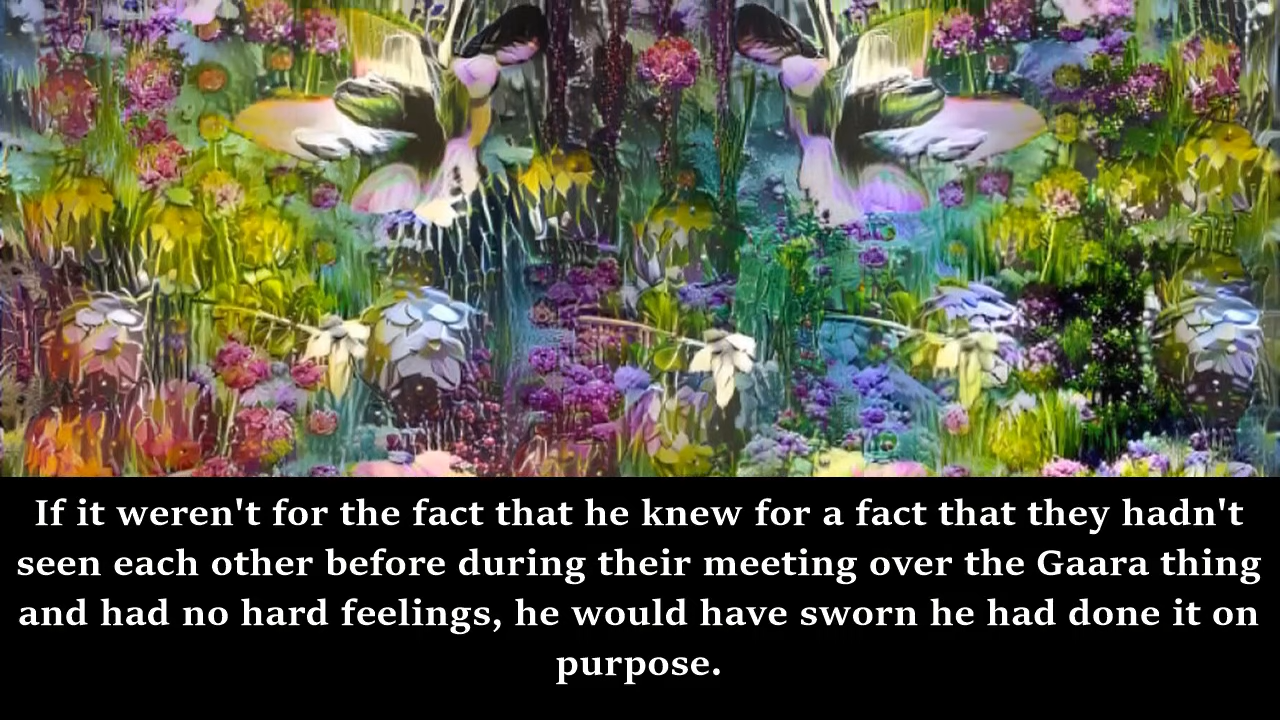 If it weren't for the fact that he knew for a fact that they hadn't
seen each other before during their meeting over the Gaara thing
and had no hard feelings, he would have sworn he had done it on
purpose.